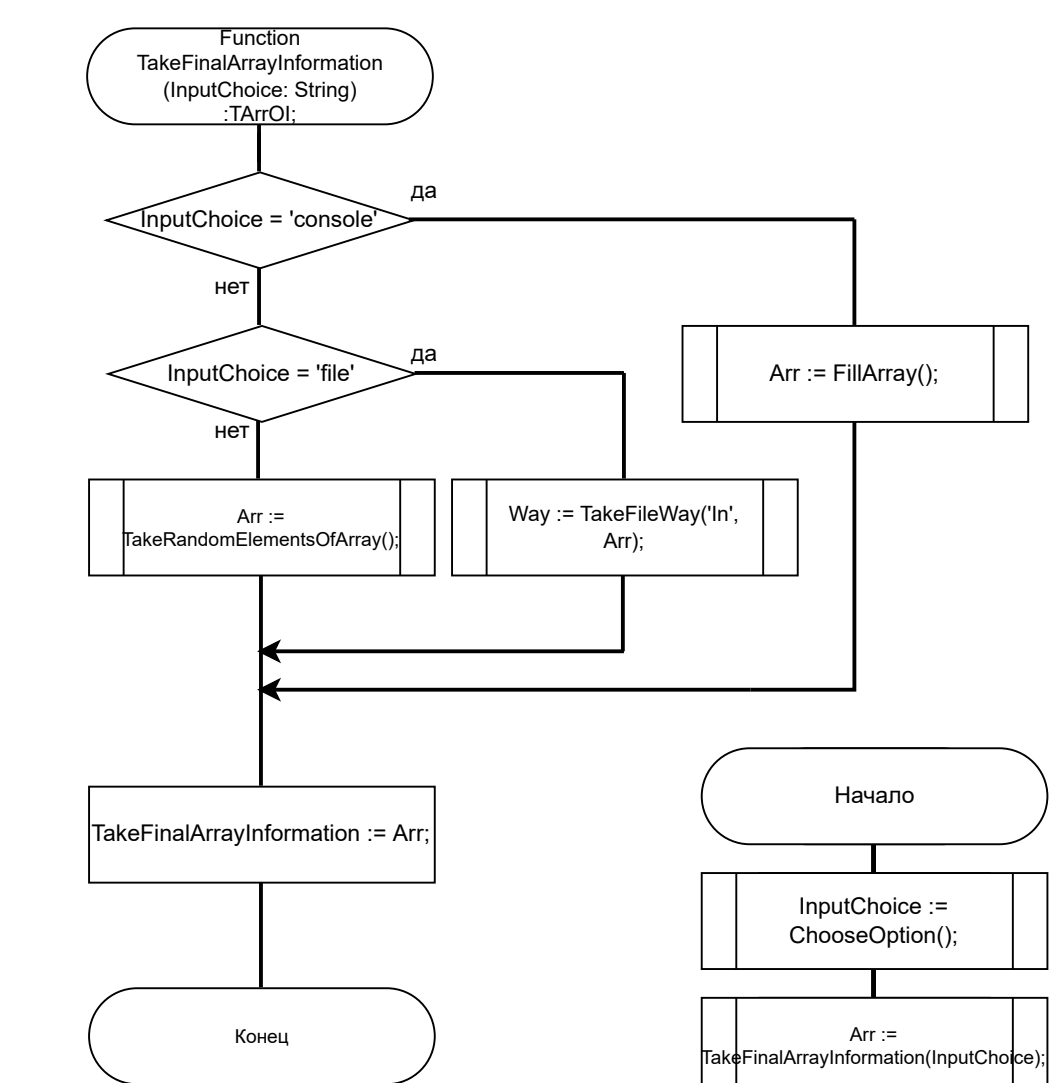 Function
TakeFinalArrayInformation
(InputChoice: String)
:TArrOI;
да
InputChoice = 'console'
нет
да
InputChoice = 'file'
нет
Arr := FillArray();
Arr :=
TakeRandomElementsOfArray();
Way := TakeFileWay('In',
Arr);
TakeFinalArrayInformation := Arr;
Конец
Начало
InputChoice :=
ChooseOption();
Arr :=
TakeFinalArrayInformation(InputChoice);